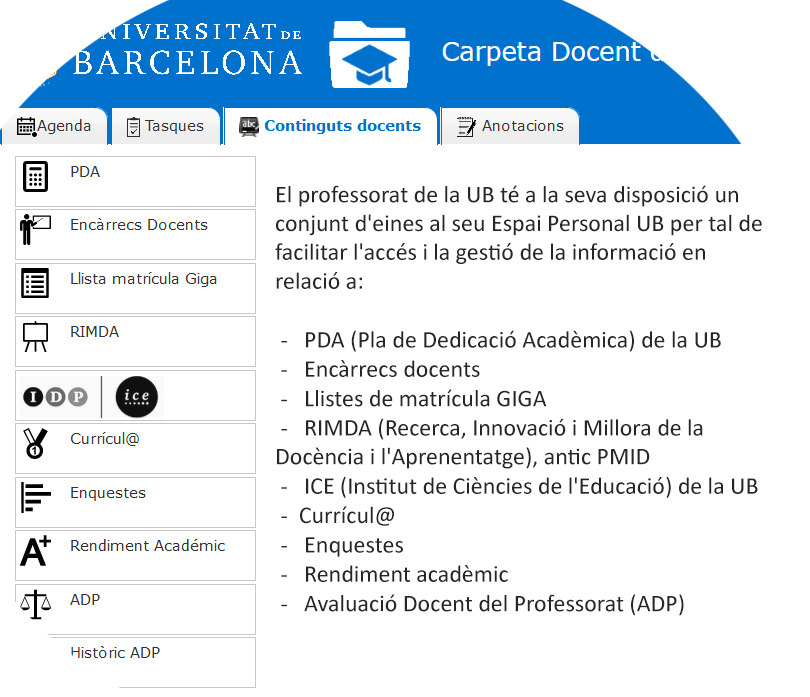 UNIVERSITAT DE
BARCELONA
Carpeta Docent
Agenda
Tasques
abc
Continguts docents
Anotacions
PDA
Encàrrecs Docents
Llista matrícula Giga
RIMDA
IDP
ice
1
Currícul@
Enquestes
A+
Rendiment Académic
ADP
Històric ADP
El professorat de la UB té a la seva disposició un
conjunt d'eines al seu Espai Personal UB per tal de
facilitar l'accés i la gestió de la informació en
relació a:
- PDA (Pla de Dedicació Acadèmica) de la UB
- Encàrrecs docents
- Llistes de matrícula GIGA
- RIMDA (Recerca, Innovació i Millora de la
Docència i l'Aprenentatge), antic PMID
- ICE (Institut de Ciències de l'Educació) de la UB
- Currícul@
- Enquestes
- Rendiment acadèmic
- Avaluació Docent del Professorat (ADP)